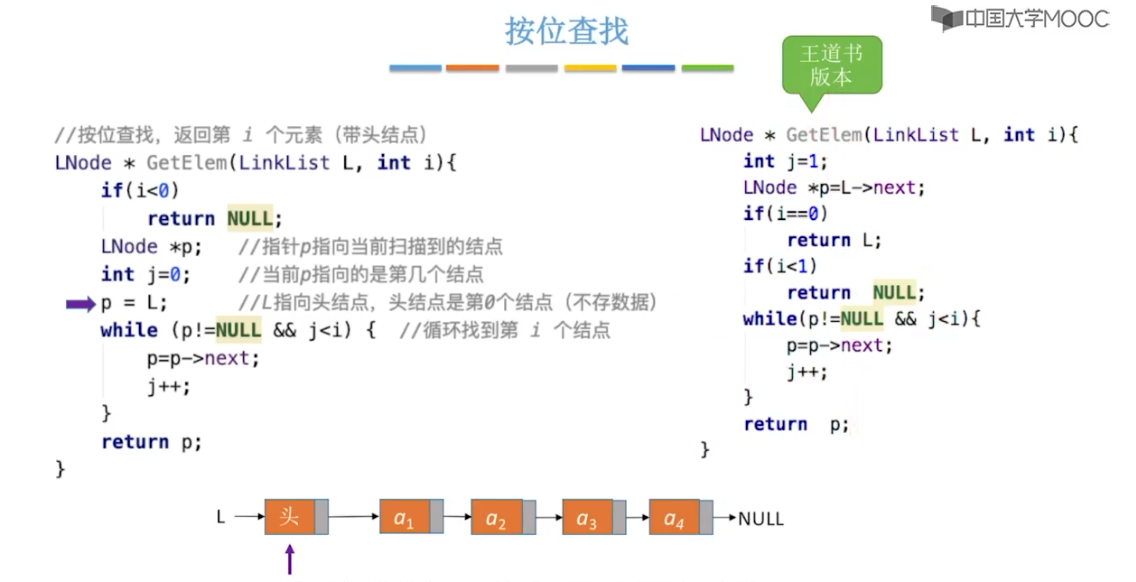 按位查找
中国大学MOOC
王道书
版本
//按位查找，返回第 i 个元素（带头结点）
LNode * GetElem(LinkList L, int i){
if(i<0)
return NULL;
LNode *p; //指针p指向当前扫描到的结点
int j=0; //当前p指向的是第几个结点
p = L; //L指向头结点，头结点是第0个结点（不存数据）
while (p!=NULL && j<i) { //循环找到第 i 个结点
p=p->next;
j++;
}
return p;
}
LNode * GetElem(LinkList L, int i){
int j=1;
LNode *p=L->next;
if(i==0)
return L;
if(i<1)
return NULL;
while(p!=NULL && j<i){
p=p->next;
j++;
}
return p;
}
L 头 a1 a2 a3 a4 NULL